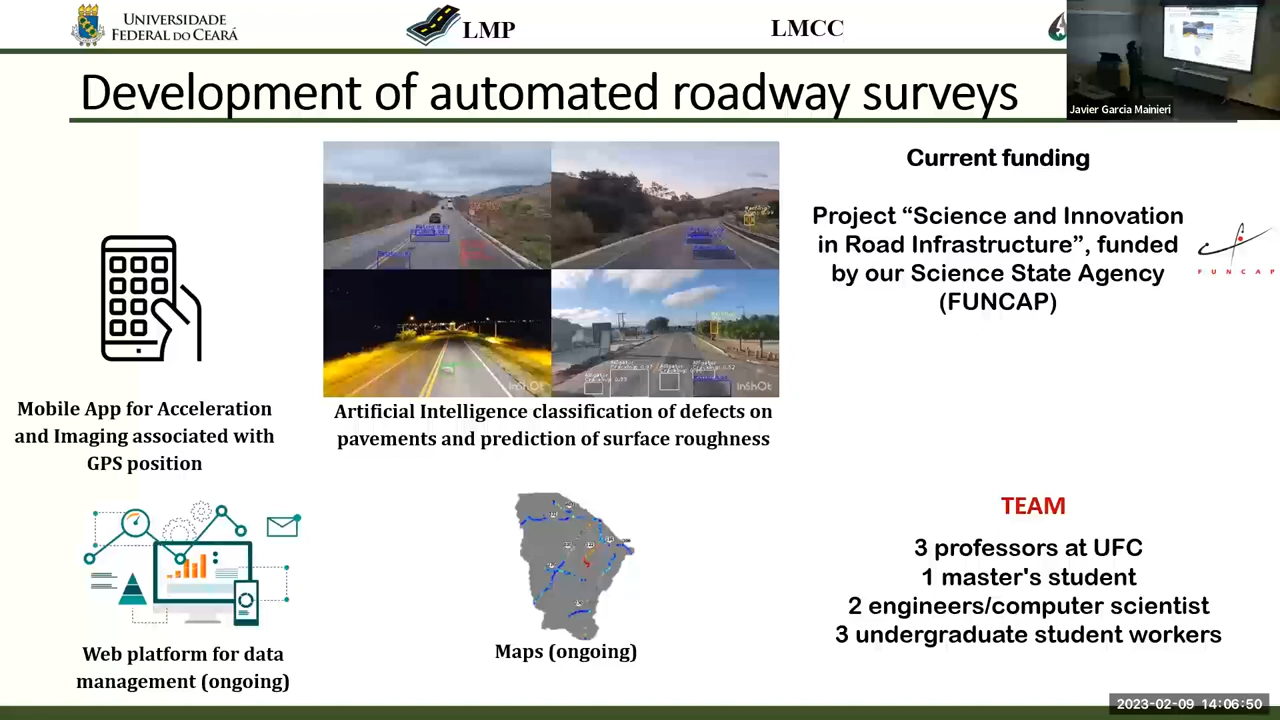 UNIVERSIDADE
FEDERAL DO CEARÁ
LMP
LMCC
Javier Garcia Mainieri
Development of automated roadway surveys
Current funding
Project “Science and Innovation
in Road Infrastructure”, funded
by our Science State Agency
(FUNCAP)
FUNCAP
InShOt
InShOt
Mobile App for Acceleration
and Imaging associated with
GPS position
Artificial Intelligence classification of defects on
pavements and prediction of surface roughness
Web platform for data
management (ongoing)
Maps (ongoing)
TEAM
3 professors at UFC
1 master's student
2 engineers/computer scientist
3 undergraduate student workers
2023-02-09 14:06:50